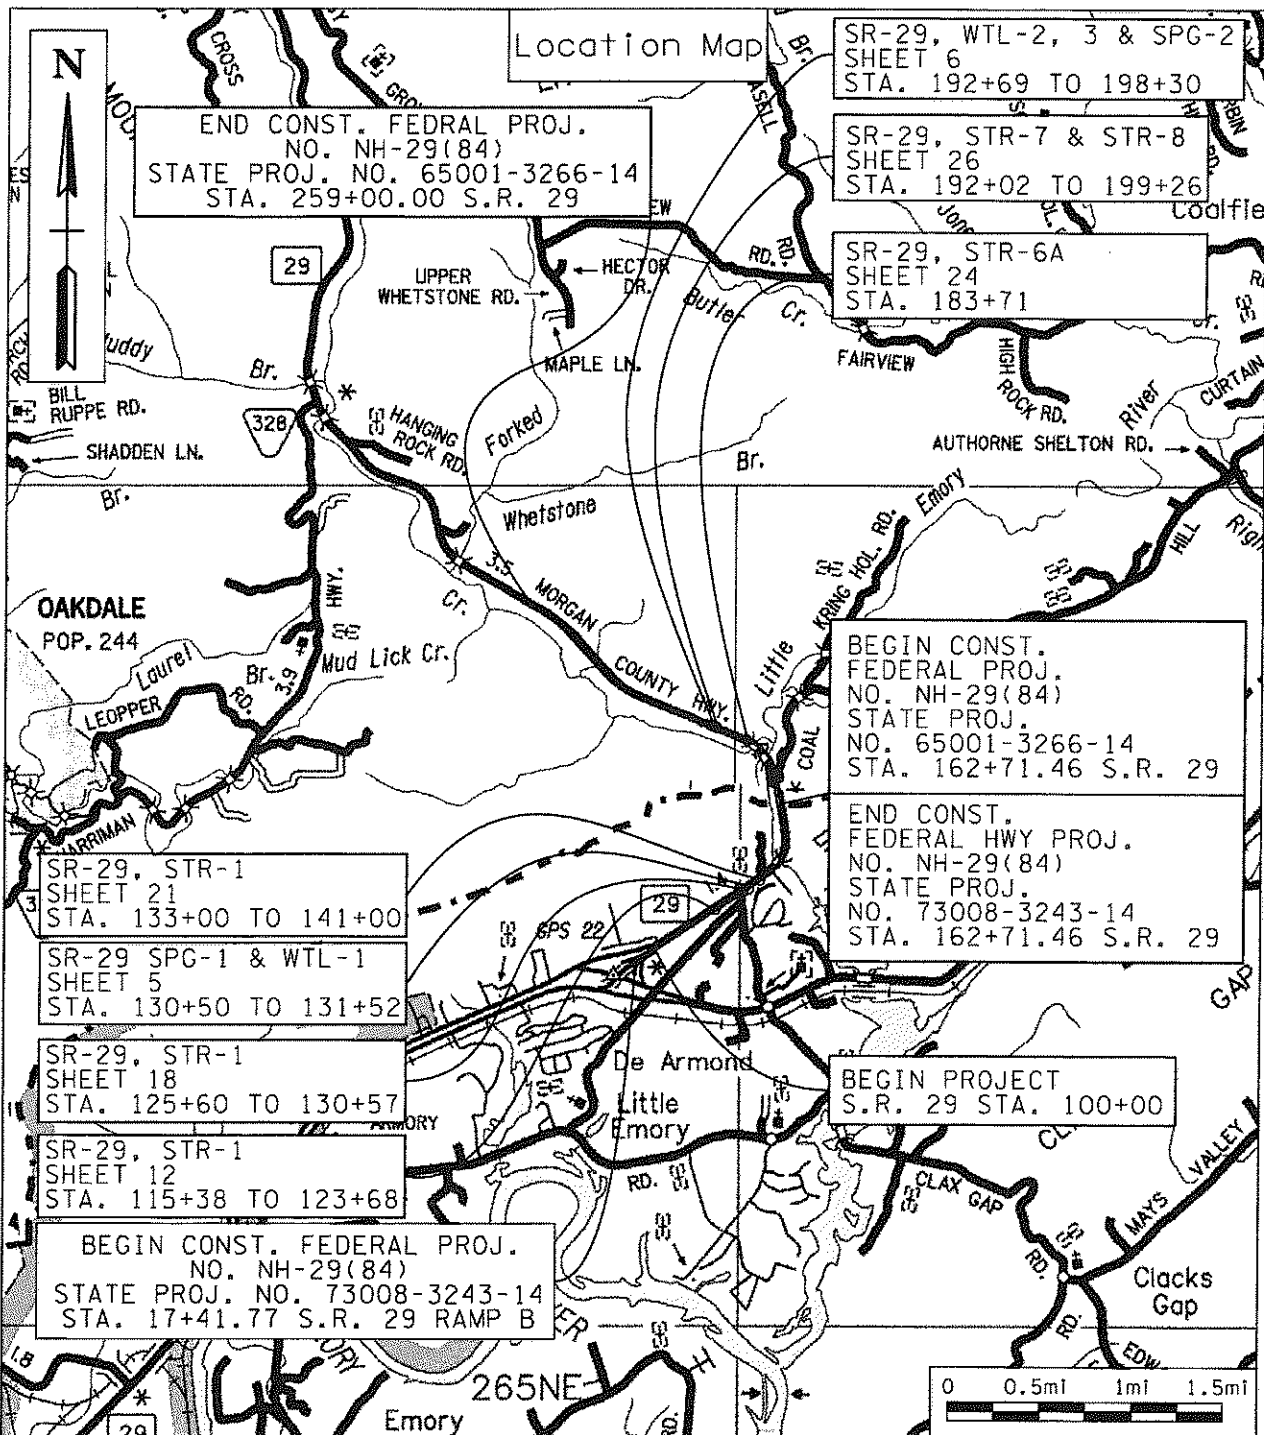 Location Map
N
CROSS
SR-29, WTL-2, 3 & SPG-2
SHEET 6
STA. 192+69 TO 198+30
END CONST. FEDRAL PROJ.
NO. NH-29(84)
STATE PROJ. NO. 65001-3266-14
STA. 259+00.00 S.R. 29
SR-29, STR-7 & STR-8
SHEET 26
STA. 192+02 TO 199+26
SR-29, STR-6A
SHEET 24
STA. 183+71
29
UPPER
WHETSTONE RD.
HECTOR
DR.
MAPLE LN.
RD.
RD.
Butler Cr.
FAIRVIEW
HIGH
ROCK RD.
River
AUTHORNE SHELTON RD.
Br.
BILL
RUPPE RD.
SHADDEN LN.
Br.
328
HANGING
ROCK RD.
Forked
Br.
Whetstone
Cr.
3.5
MORGAN
COUNTY HWY.
KRING HOL. RD.
Emory
Little
COAL
HILL
OAKDALE
POP. 244
Laurel
Br.
HWY.
Mud Lick Cr.
3.9
LEOPPER
RD.
HARRIMAN
BEGIN CONST.
FEDERAL PROJ.
NO. NH-29(84)
STATE PROJ.
NO. 65001-3266-14
STA. 162+71.46 S.R. 29
END CONST.
FEDERAL HWY PROJ.
NO. NH-29(84)
STATE PROJ.
NO. 73008-3243-14
STA. 162+71.46 S.R. 29
SR-29, STR-1
SHEET 21
STA. 133+00 TO 141+00
29
GPS 22
SR-29 SPG-1 & WTL-1
SHEET 5
STA. 130+50 TO 131+52
GAP
SR-29, STR-1
SHEET 18
STA. 125+60 TO 130+57
De Armond
Little
Emory
BEGIN PROJECT
S.R. 29 STA. 100+00
ARMORY
SR-29, STR-1
SHEET 12
STA. 115+38 TO 123+68
RD.
CLAX GAP
RD.
MAYS
VALLEY
BEGIN CONST. FEDERAL PROJ.
NO. NH-29(84)
STATE PROJ. NO. 73008-3243-14
STA. 17+41.77 S.R. 29 RAMP B
Clacks
Gap
RD.
1.8
265NE
H
RD.
Emory
29
0 0.5mi 1mi 1.5mi